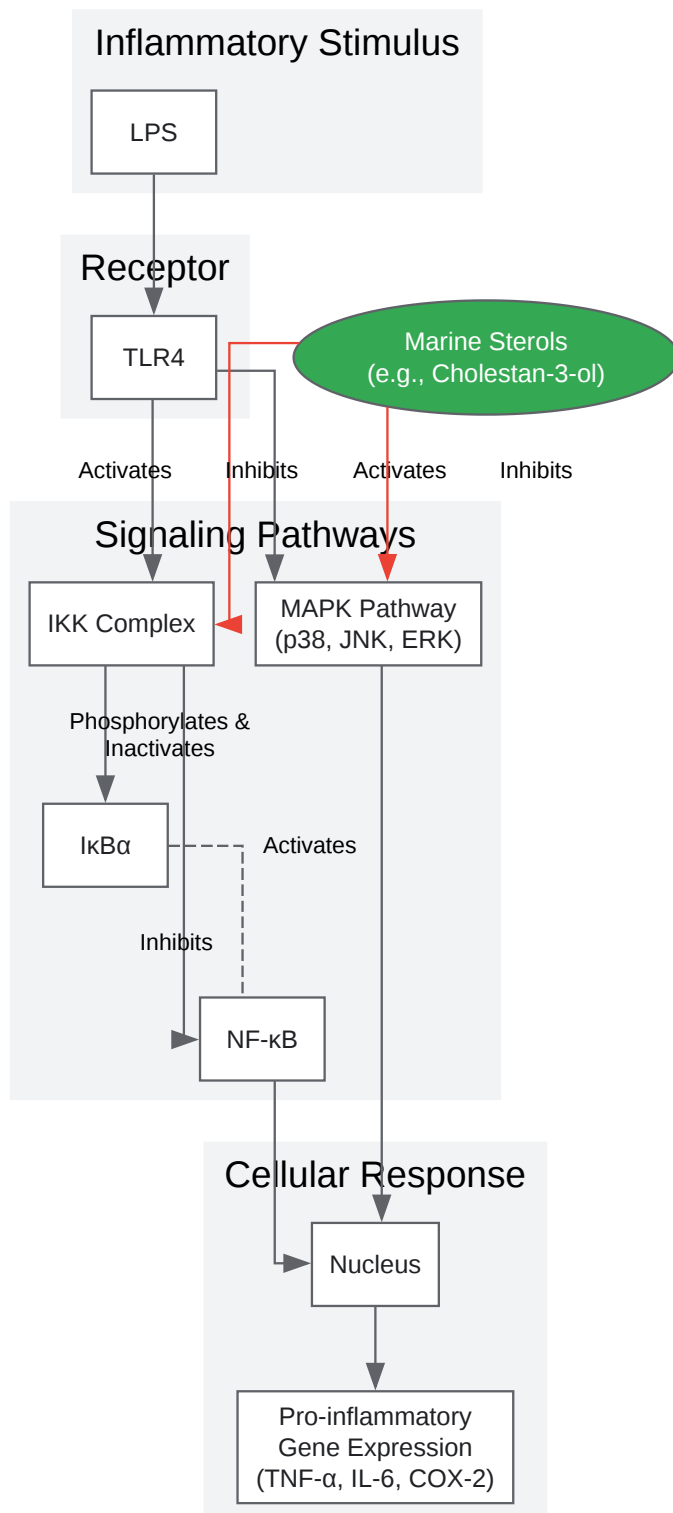 Inflammatory Stimulus
LPS
Receptor
TLR4
Marine Sterols
(e.g., Cholestan-3-ol)
Activates
Inhibits
Activates
Inhibits
Signaling Pathways
IKK Complex
MAPK Pathway
(p38, JNK, ERK)
Phosphorylates &
Inactivates
IκBα
Activates
Inhibits
NF-κB
Cellular Response
Nucleus
Pro-inflammatory
Gene Expression
(TNF-α, IL-6, COX-2)